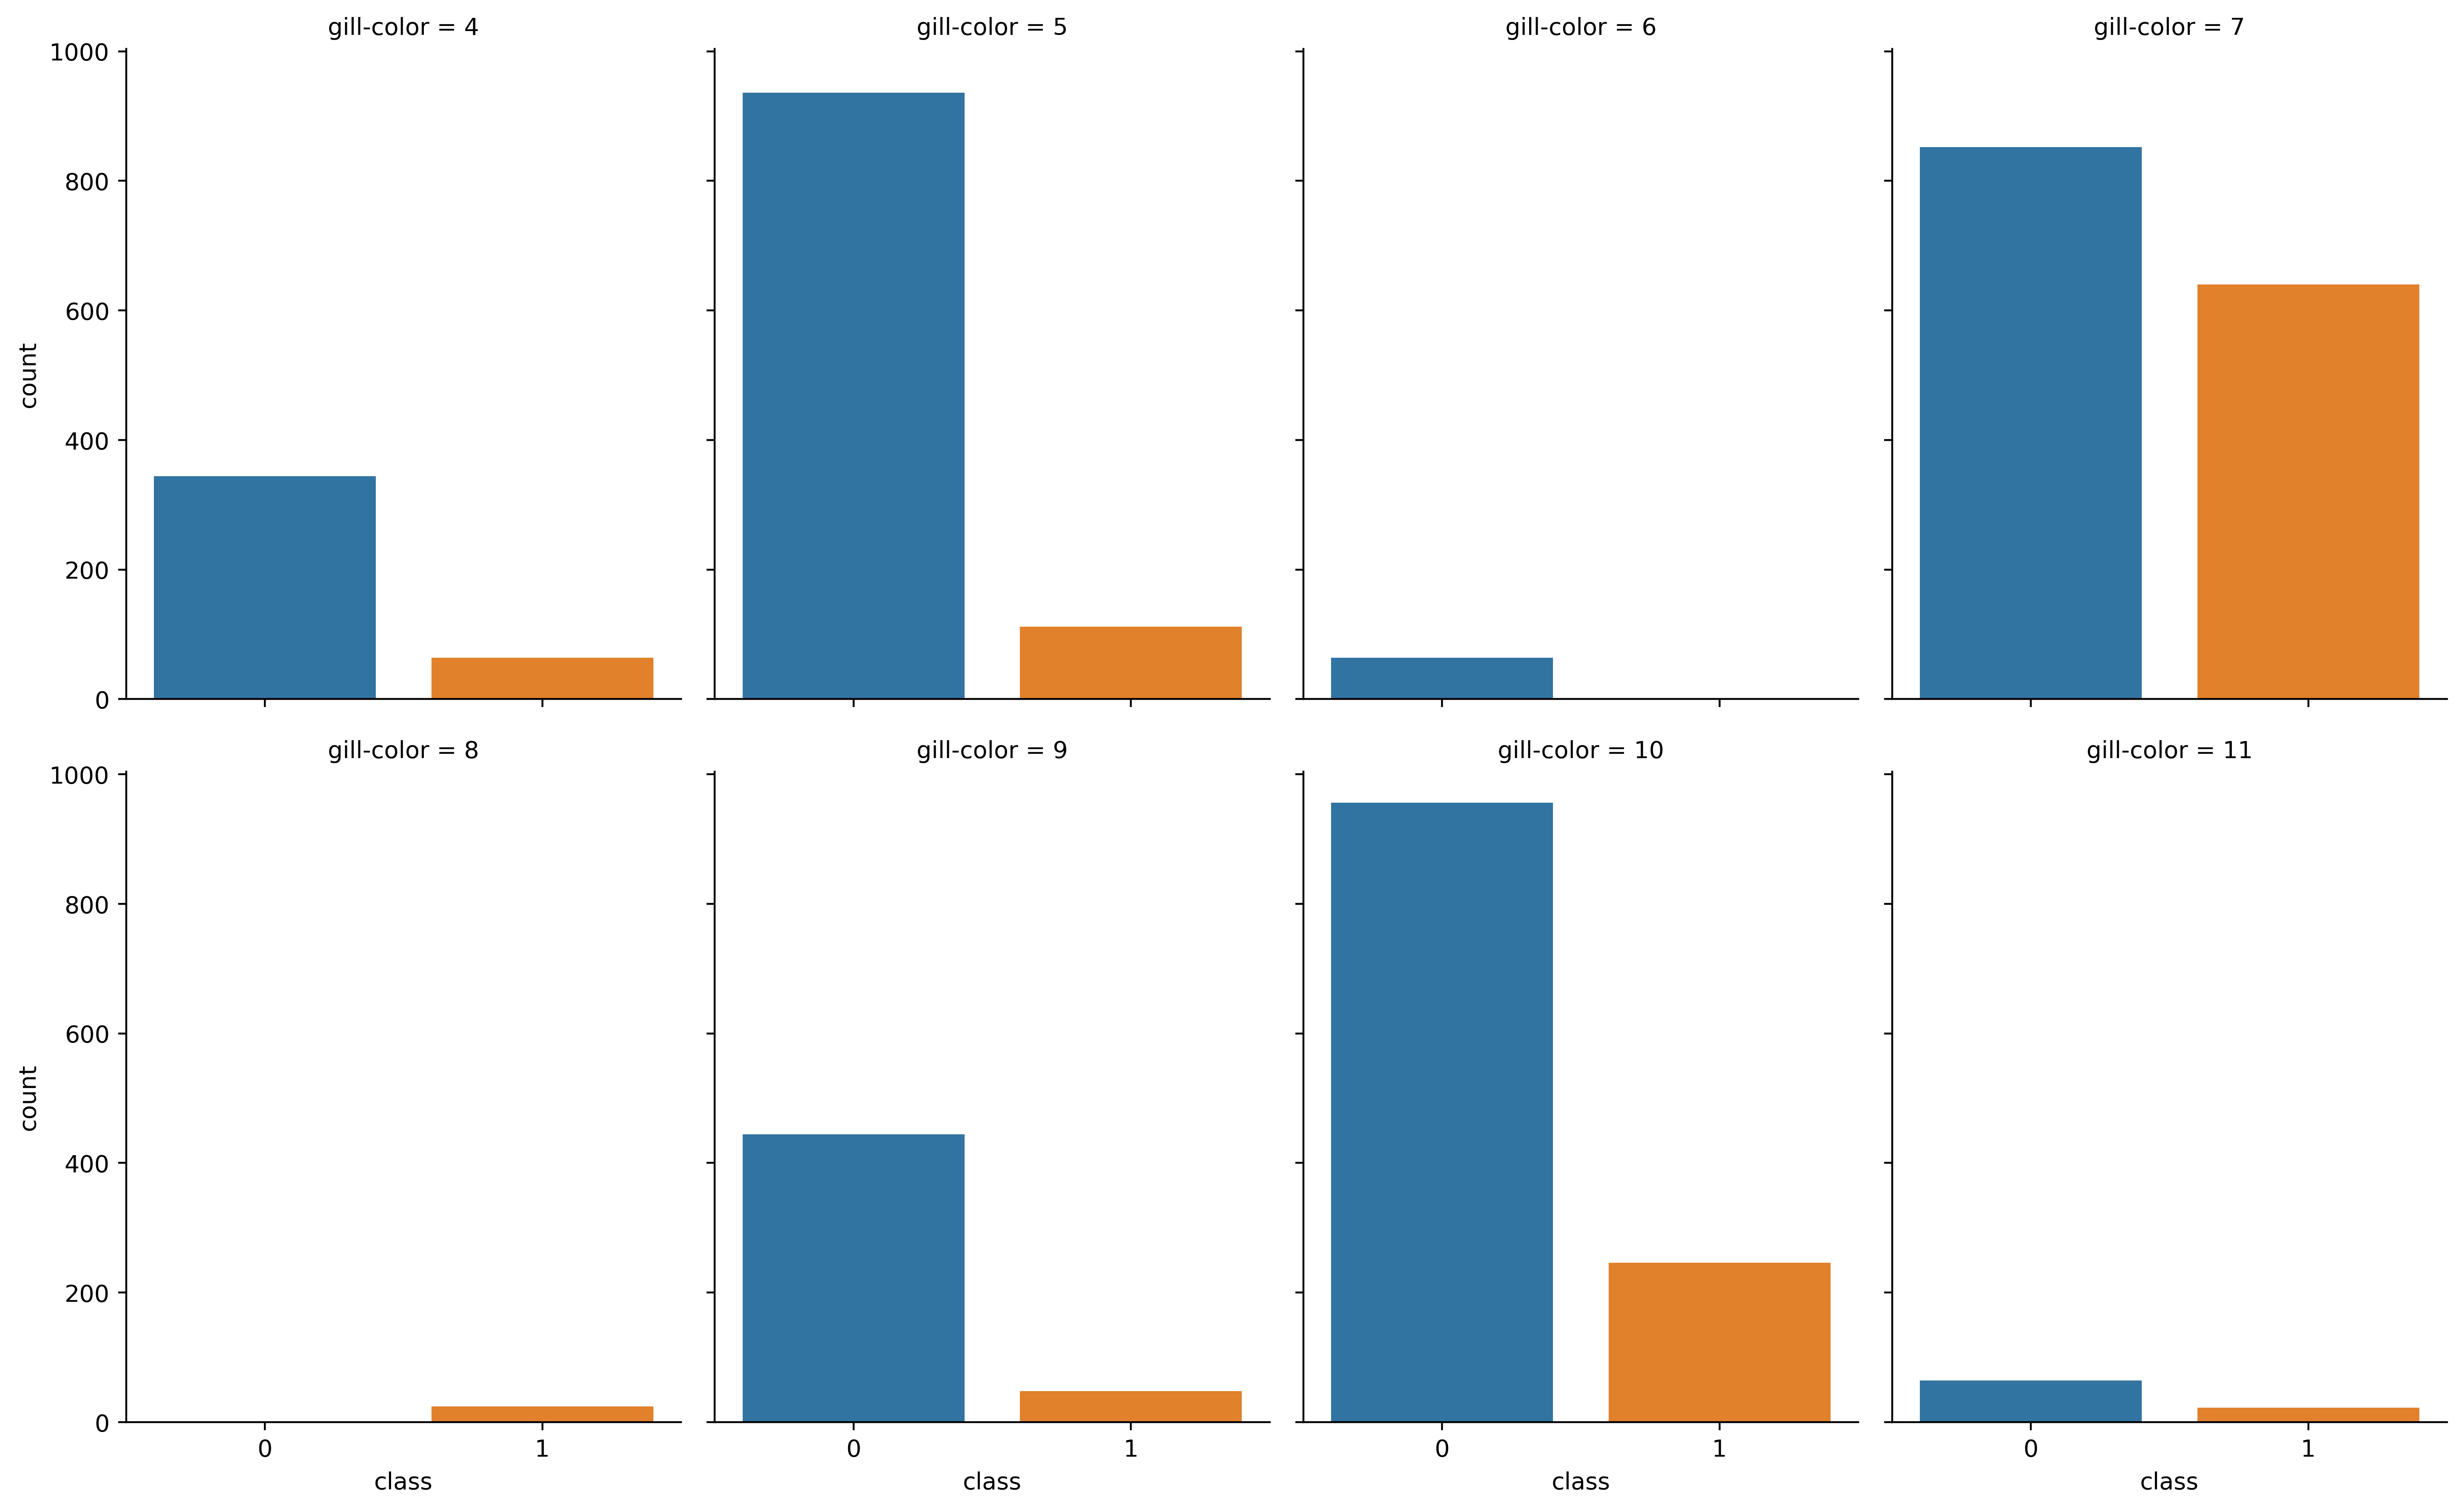 gill-color = 4
gill-color = 5
gill-color = 6
gill-color = 7
1000
800
600
400
200
0
count
gill-color = 8
gill-color = 9
gill-color = 10
gill-color = 11
1000
800
600
400
200
0
count
0 1
0 1
0 1
0 1
class
class
class
class